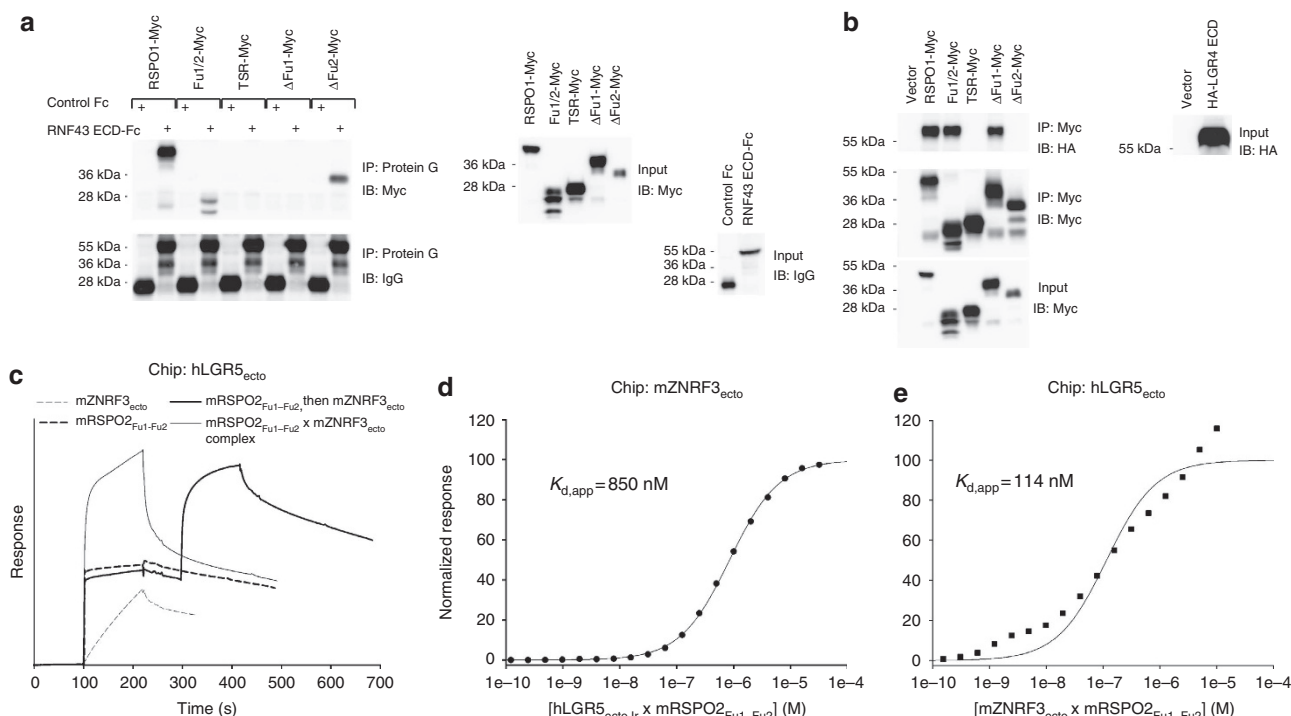 a
RSPO1-Myc
Fu1/2-Myc
TSR-Myc
ΔFu1-Myc
ΔFu2-Myc
Control Fc + + + + +
RNF43 ECD-Fc + + + + +
36 kDa
28 kDa
IP: Protein G
IB: Myc
55 kDa
36 kDa
28 kDa
IP: Protein G
IB: IgG
RSPO1-Myc
Fu1/2-Myc
TSR-Myc
ΔFu1-Myc
ΔFu2-Myc
36 kDa
28 kDa
Input
IB: Myc
Control Fc
RNF43 ECD-Fc
55 kDa
36 kDa
28 kDa
Input
IB: IgG
b
Vector
RSPO1-Myc
Fu1/2-Myc
TSR-Myc
ΔFu1-Myc
ΔFu2-Myc
55 kDa
IP: Myc
IB: HA
55 kDa
36 kDa
28 kDa
IP: Myc
IB: Myc
55 kDa
36 kDa
28 kDa
Input
IB: Myc
Vector
HA-LGR4 ECD
55 kDa
Input
IB: HA
c
Chip: hLGR5ecto
mZNRF3ecto
mRSPO2Fu1-Fu2
mRSPO2Fu1–Fu2, then mZNRF3ecto
mRSPO2Fu1–Fu2 x mZNRF3ecto
complex
Response
0 100 200 300 400 500 600 700
Time (s)
d
Chip: mZNRF3ecto
Kd,app = 850 nM
Normalized response
120
100
80
60
40
20
0
1e–10 1e–9 1e–8 1e–7 1e–6 1e–5 1e–4
[hLGR5ecto,lr x mRSPO2Fu1–Fu2] (M)
e
Chip: hLGR5ecto
Kd,app = 114 nM
120
100
80
60
40
20
0
1e–10 1e–9 1e–8 1e–7 1e–6 1e–5 1e–4
[mZNRF3ecto x mRSPO2Fu1–Fu2] (M)